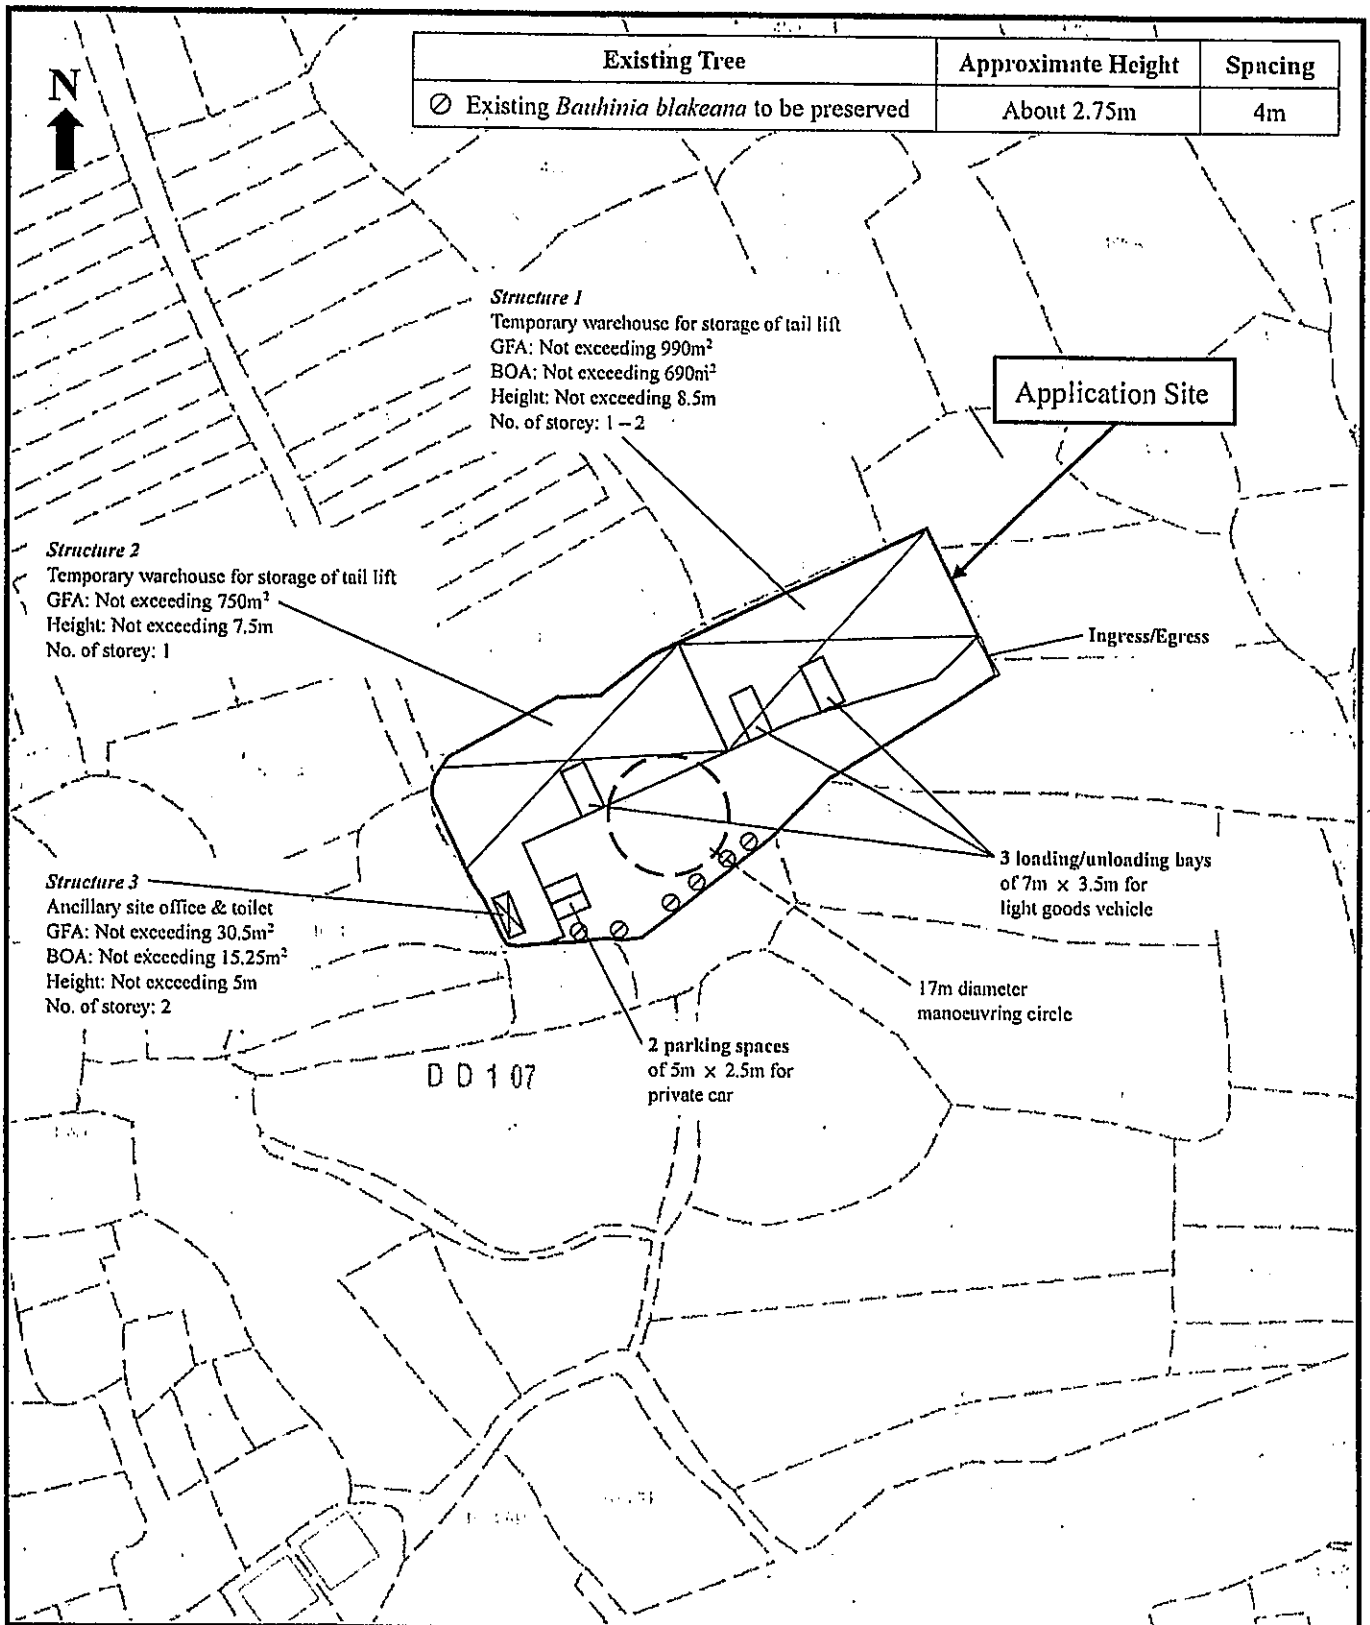 Existing Tree Approximate Height Spacing
Existing Bauhinia blakeana to be preserved About 2.75m 4m
N
Structure 1
Temporary warehouse for storage of tail lift
GFA: Not exceeding 990m²
BOA: Not exceeding 690m²
Height: Not exceeding 8.5m
No. of storey: 1 – 2
Application Site
Structure 2
Temporary warehouse for storage of tail lift
GFA: Not exceeding 750m²
Height: Not exceeding 7.5m
No. of storey: 1
Ingress/Egress
3 loading/unloading bays
of 7m × 3.5m for
light goods vehicle
Structure 3
Ancillary site office & toilet
GFA: Not exceeding 30.5m²
BOA: Not exceeding 15.25m²
Height: Not exceeding 5m
No. of storey: 2
17m diameter
manoeuvring circle
2 parking spaces
of 5m × 2.5m for
private car
D D 1 07